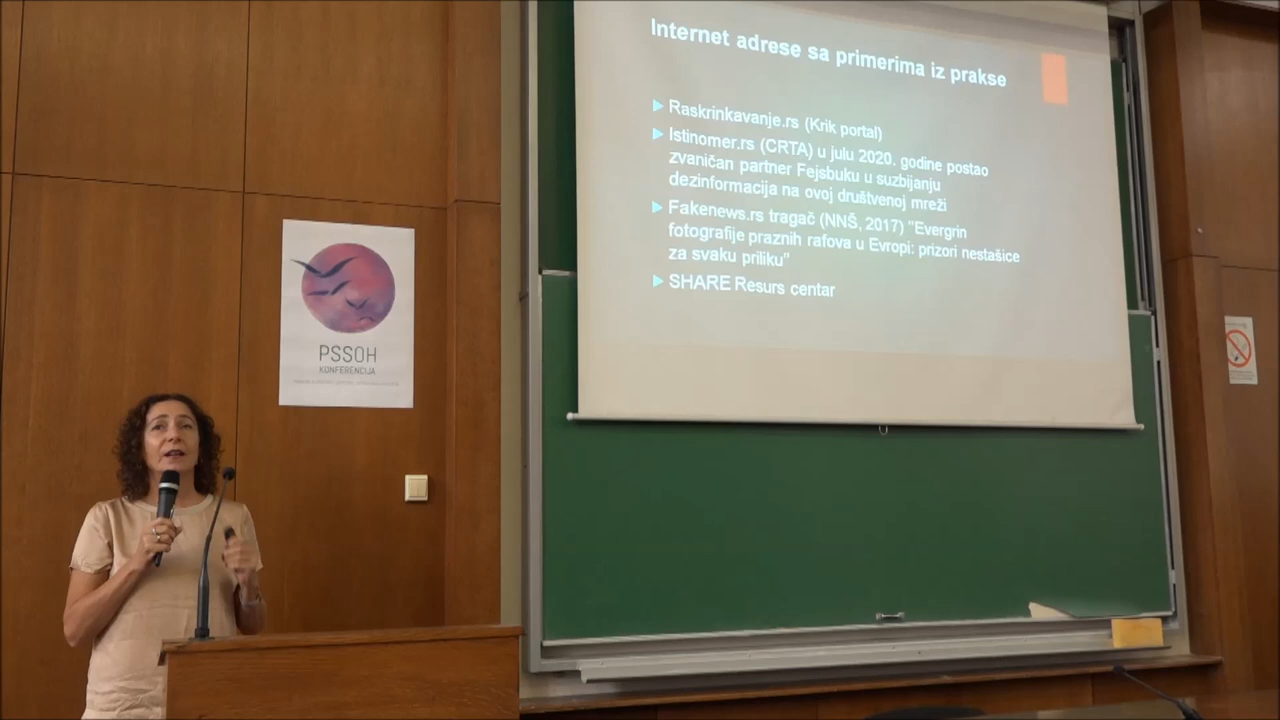 Internet adrese sa primerima iz prakse
Raskrinkavanje.rs (Krik portal)
Istinomer.rs (CRTA) u julu 2020. godine postao
zvaničan partner Fejsbuku u suzbijanju
dezinformacija na ovoj društvenoj mreži
Fakenews.rs tragač (NNŠ, 2017) "Evergrin
fotografije praznih rafova u Evropi: prizori nestašice
za svaku priliku"
SHARE Resurs centar
PSSOH
KONFERENCIJA